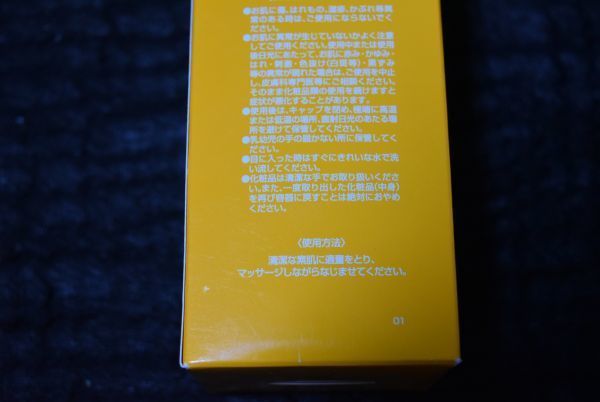 ●お肌に傷、はれもの、湿疹、かぶれ等異
常のある時は、ご使用にならないでく
ださい。
●お肌に異常が生じていないかよく注意
してご使用ください。使用中または使用
後日光にあたって、お肌に赤み・かゆみ・
はれ・刺激・色抜け(白斑等)・黒ずみ
等の異常が現れた場合は、ご使用を中止
し、皮膚科専門医等にご相談ください。
そのまま化粧品類の使用を続けますと
症状が悪化することがあります。
●使用後は、キャップを閉め、極端に高温
または低温の場所、直射日光のあたる場
所を避けて保管してください。
●乳幼児の手の届かない所に保管してく
ださい。
●目に入った時はすぐにきれいな水で洗
い流してください。
●化粧品は清潔な手でお取り扱いくださ
い。また、一度取り出した化粧品(中身)
を再び容器に戻すことは絶対におやめ
ください。
〈使用方法〉
清潔な素肌に適量をとり、
マッサージしながらなじませてください。
01